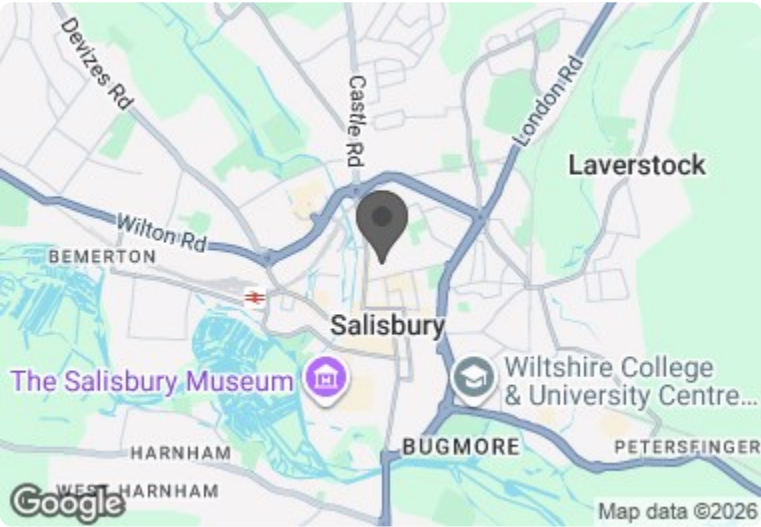 Devizes Rd
Castle Rd
London Rd
Laverstock
Wilton Rd
BEMERTON
Salisbury
The Salisbury Museum
Wiltshire College
& University Centre...
BUGMORE
PETERSFINGER
HARNHAM
WEST HARNHAM
Google
Map data ©2026